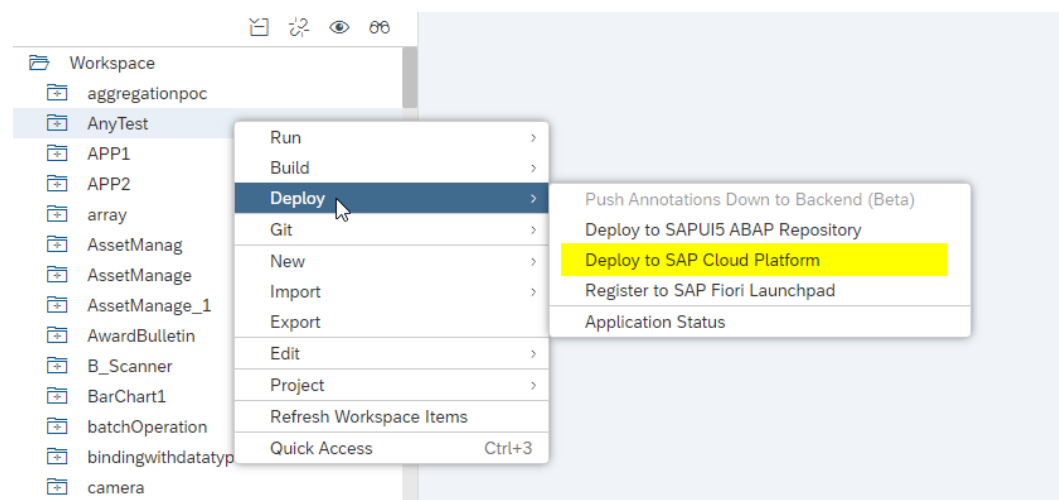 Workspace
aggregationpoc
AnyTest
APP1
APP2
array
AssetManag
AssetManage
AssetManage_1
AwardBulletin
B_Scanner
BarChart1
batchOperation
bindingwithdatatyp
camera
Run
Build
Deploy
Git
New
Import
Export
Edit
Project
Refresh Workspace Items
Quick Access Ctrl+3
Push Annotations Down to Backend (Beta)
Deploy to SAPUI5 ABAP Repository
Deploy to SAP Cloud Platform
Register to SAP Fiori Launchpad
Application Status